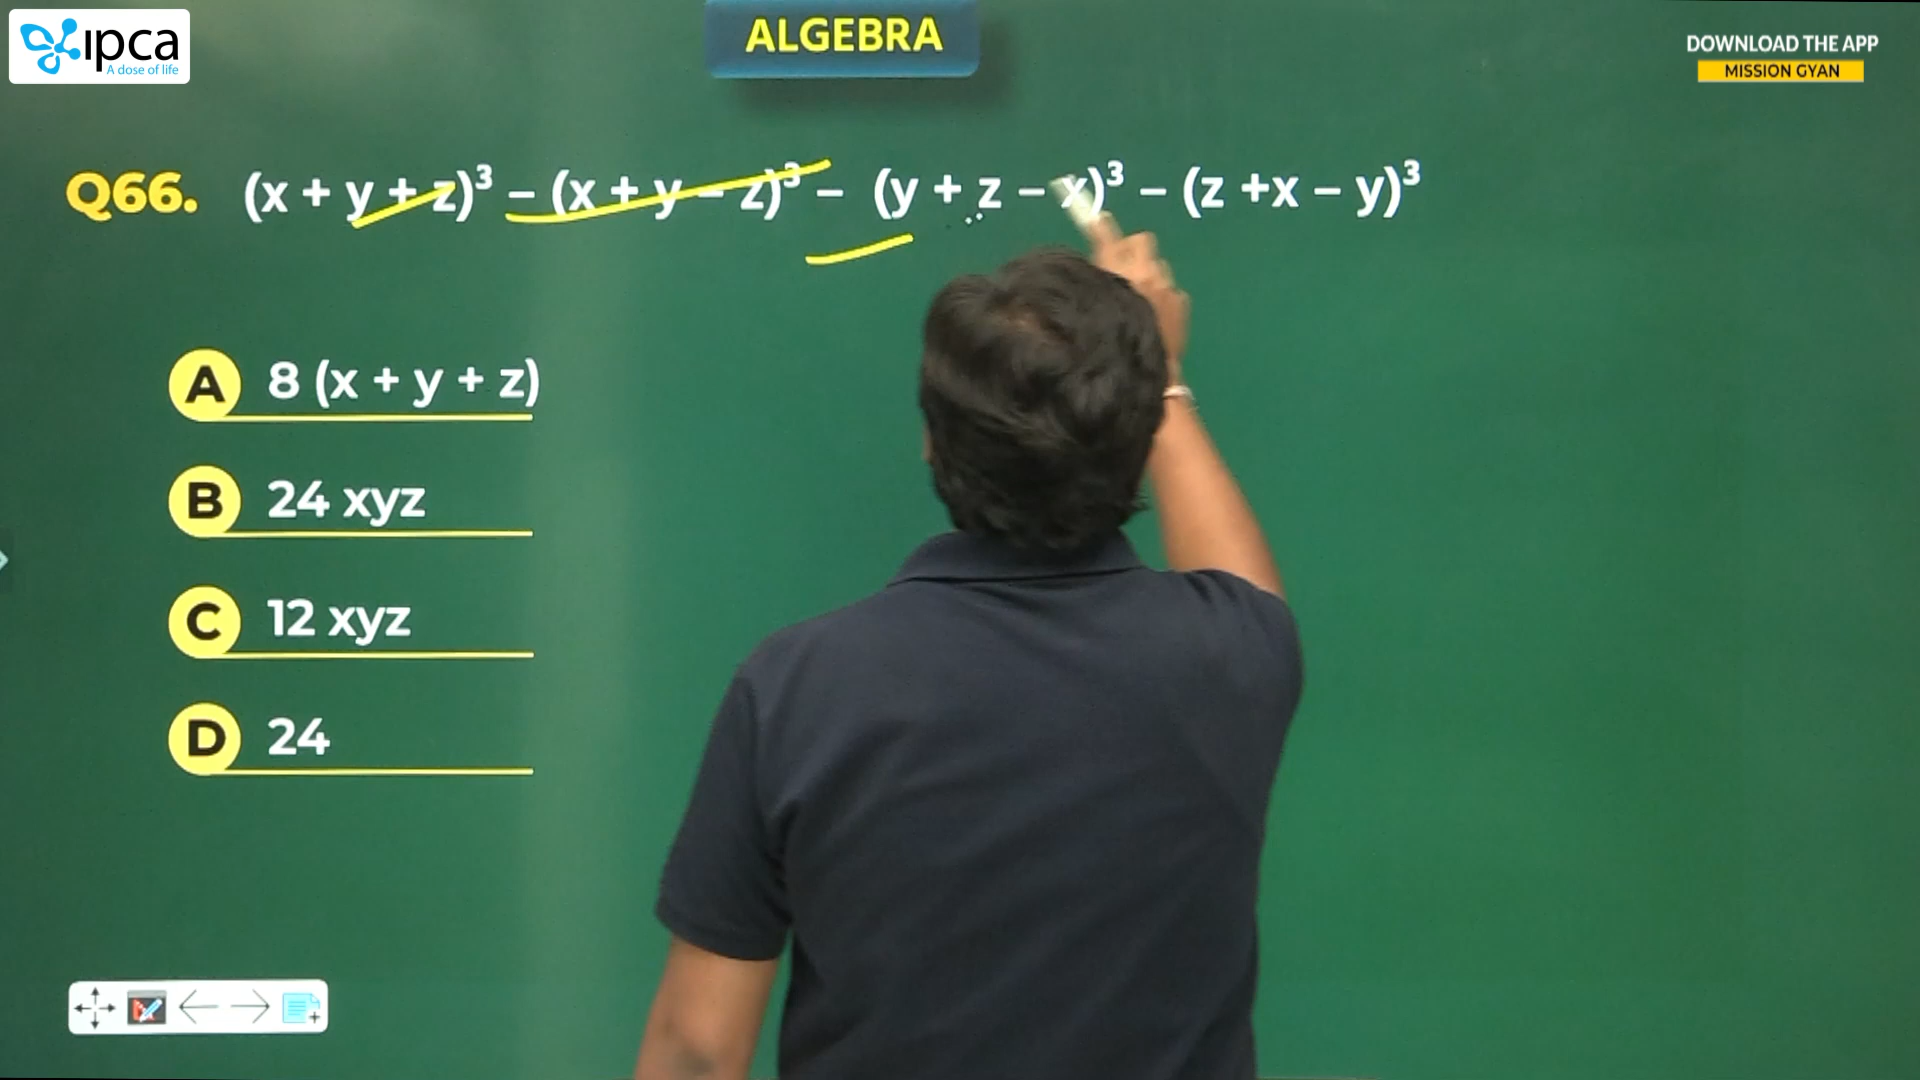 ipca
A dose of life
ALGEBRA
DOWNLOAD THE APP
MISSION GYAN
Q66. (x + y + z)³ – (x + y – z)³ – (y + z – x)³ – (z +x – y)³
A 8 (x + y + z)
B 24 xyz
C 12 xyz
D 24